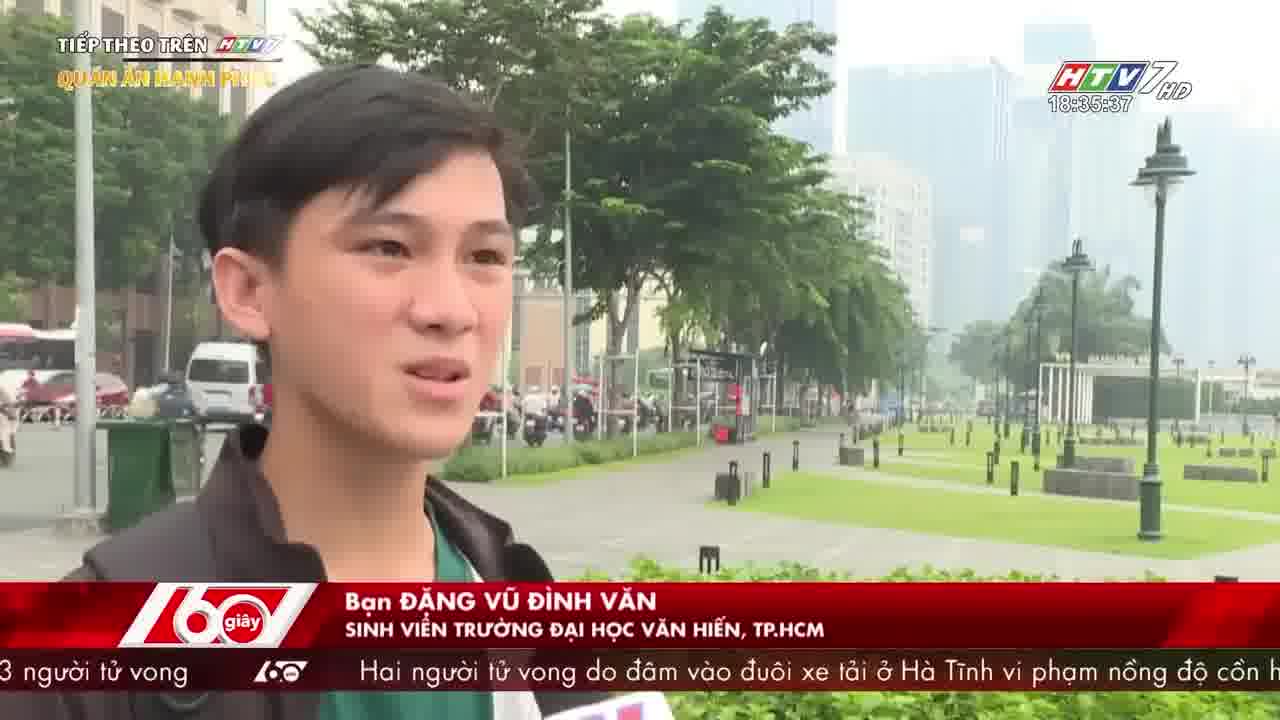 TIẾP THEO TRÊN HTV7
QUÁN ĂN HẠNH PHÚC
HTV7 HD
18:35:37
60 giây
Bạn ĐẶNG VŨ ĐÌNH VĂN
SINH VIÊN TRƯỜNG ĐẠI HỌC VĂN HIẾN, TP.HCM
3 người tử vong
60 giây
Hai người tử vong do đâm vào đuôi xe tải ở Hà Tĩnh vi phạm nồng độ cồn